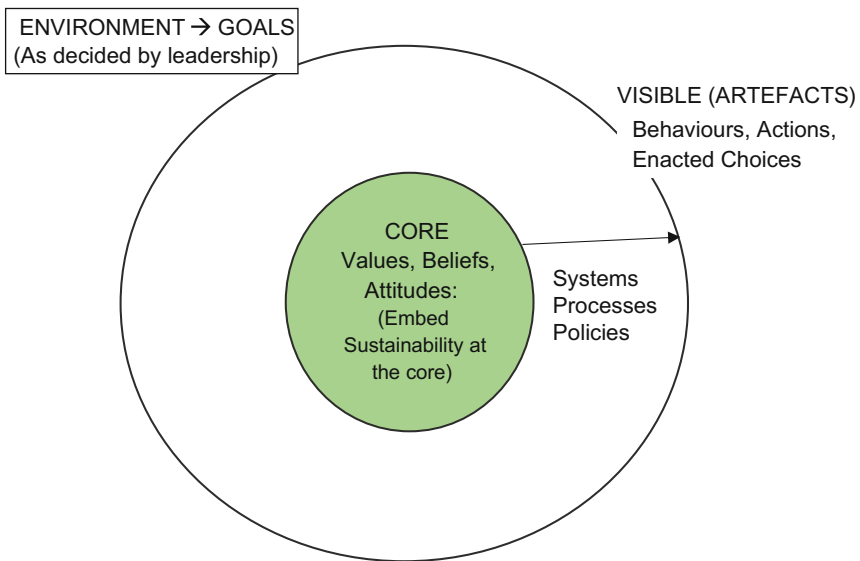 ENVIRONMENT → GOALS
(As decided by leadership)
VISIBLE (ARTEFACTS)
Behaviours, Actions,
Enacted Choices
CORE
Values, Beliefs,
Attitudes:
(Embed
Sustainability at
the core)
Systems
Processes
Policies